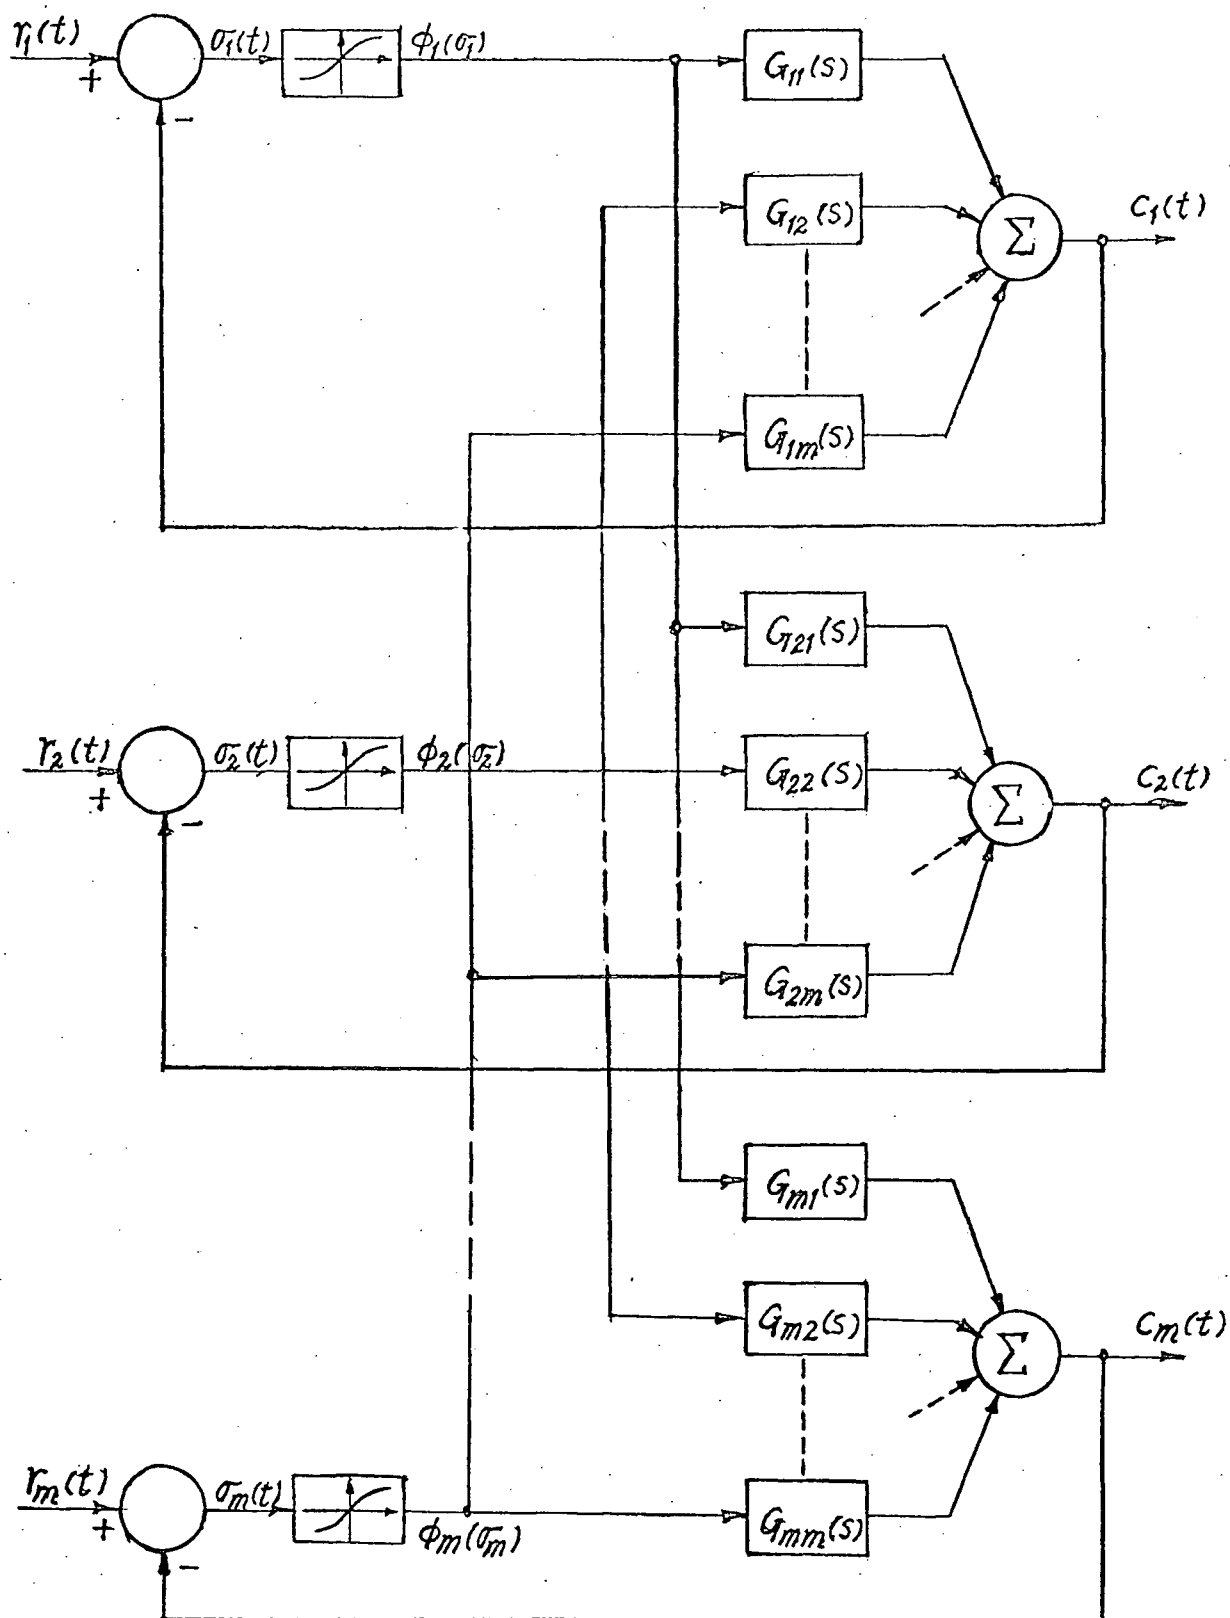 r₁(t)
+
−
σ₁(t)
ϕ₁(σ₁)
G₁₁(s)
G₁₂(s)
G₁ₘ(s)
Σ
c₁(t)
r₂(t)
+
−
σ₂(t)
ϕ₂(σ₂)
G₂₁(s)
G₂₂(s)
G₂ₘ(s)
Σ
c₂(t)
rₘ(t)
+
−
σₘ(t)
ϕₘ(σₘ)
Gₘ₁(s)
Gₘ₂(s)
Gₘₘ(s)
Σ
cₘ(t)